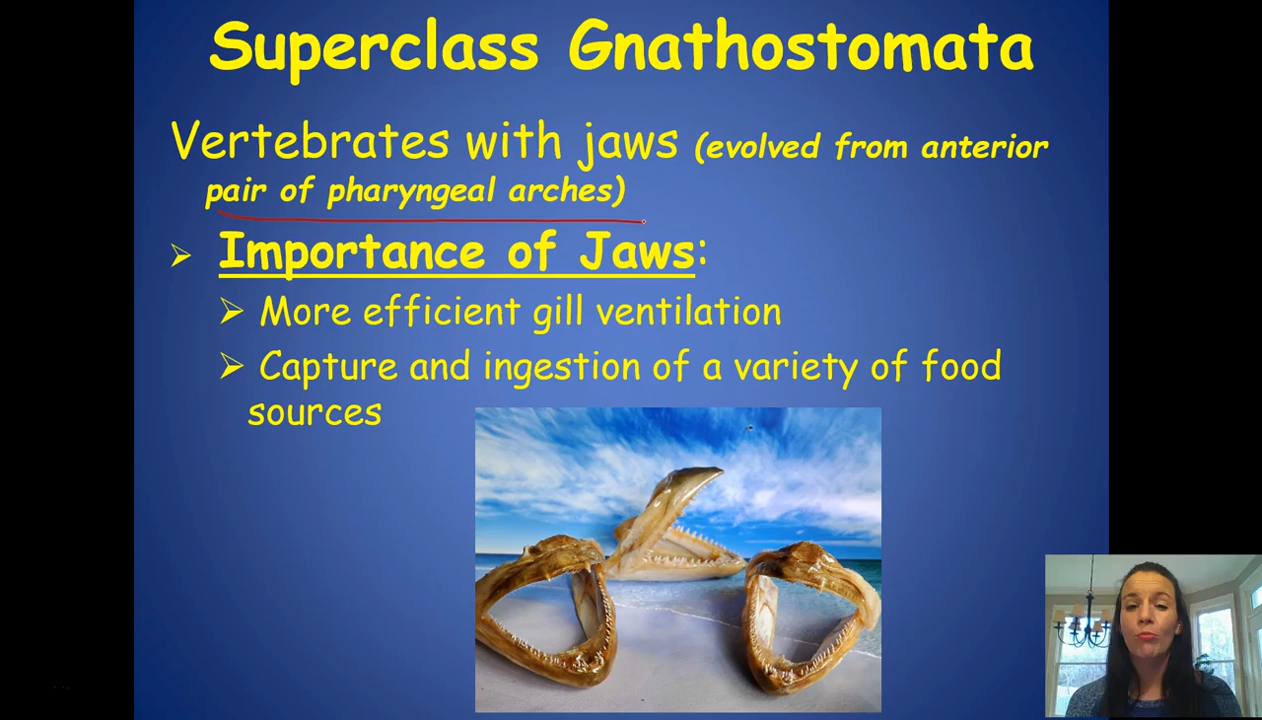 Superclass Gnathostomata
Vertebrates with jaws (evolved from anterior
pair of pharyngeal arches)
➢ Importance of Jaws:
➢ More efficient gill ventilation
➢ Capture and ingestion of a variety of food
sources